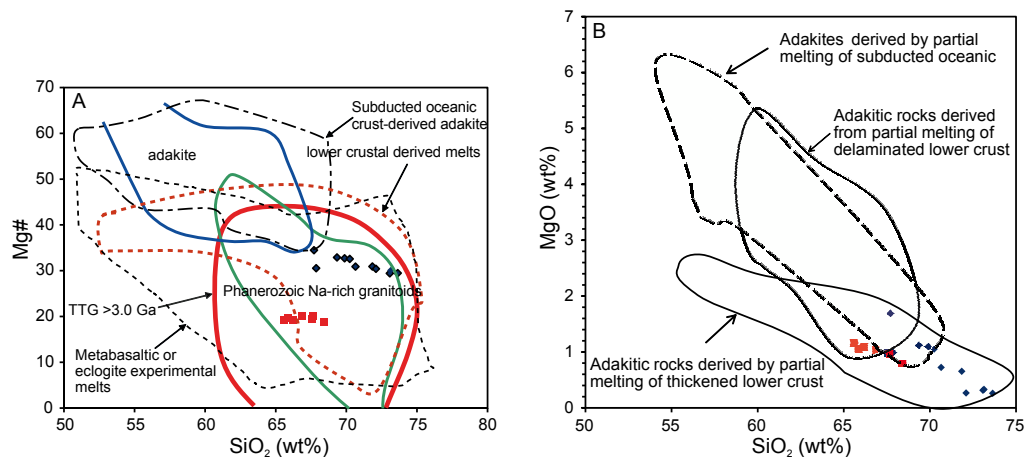 A
Mg#
70
60
50
40
30
20
10
0
50
55
60
65
70
75
80
SiO2 (wt%)
adakite
Subducted oceanic
crust-derived adakite
lower crustal derived melts
Phanerozoic Na-rich granitoids
TTG >3.0 Ga
Metabasaltic or
eclogite experimental
melts
B
MgO (wt%)
7
6
5
4
3
2
1
0
50
55
60
65
70
75
SiO2 (wt%)
Adakites derived by partial
melting of subducted oceanic
Adakitic rocks derived
from partial melting of
delaminated lower crust
Adakitic rocks derived by partial
melting of thickened lower crust